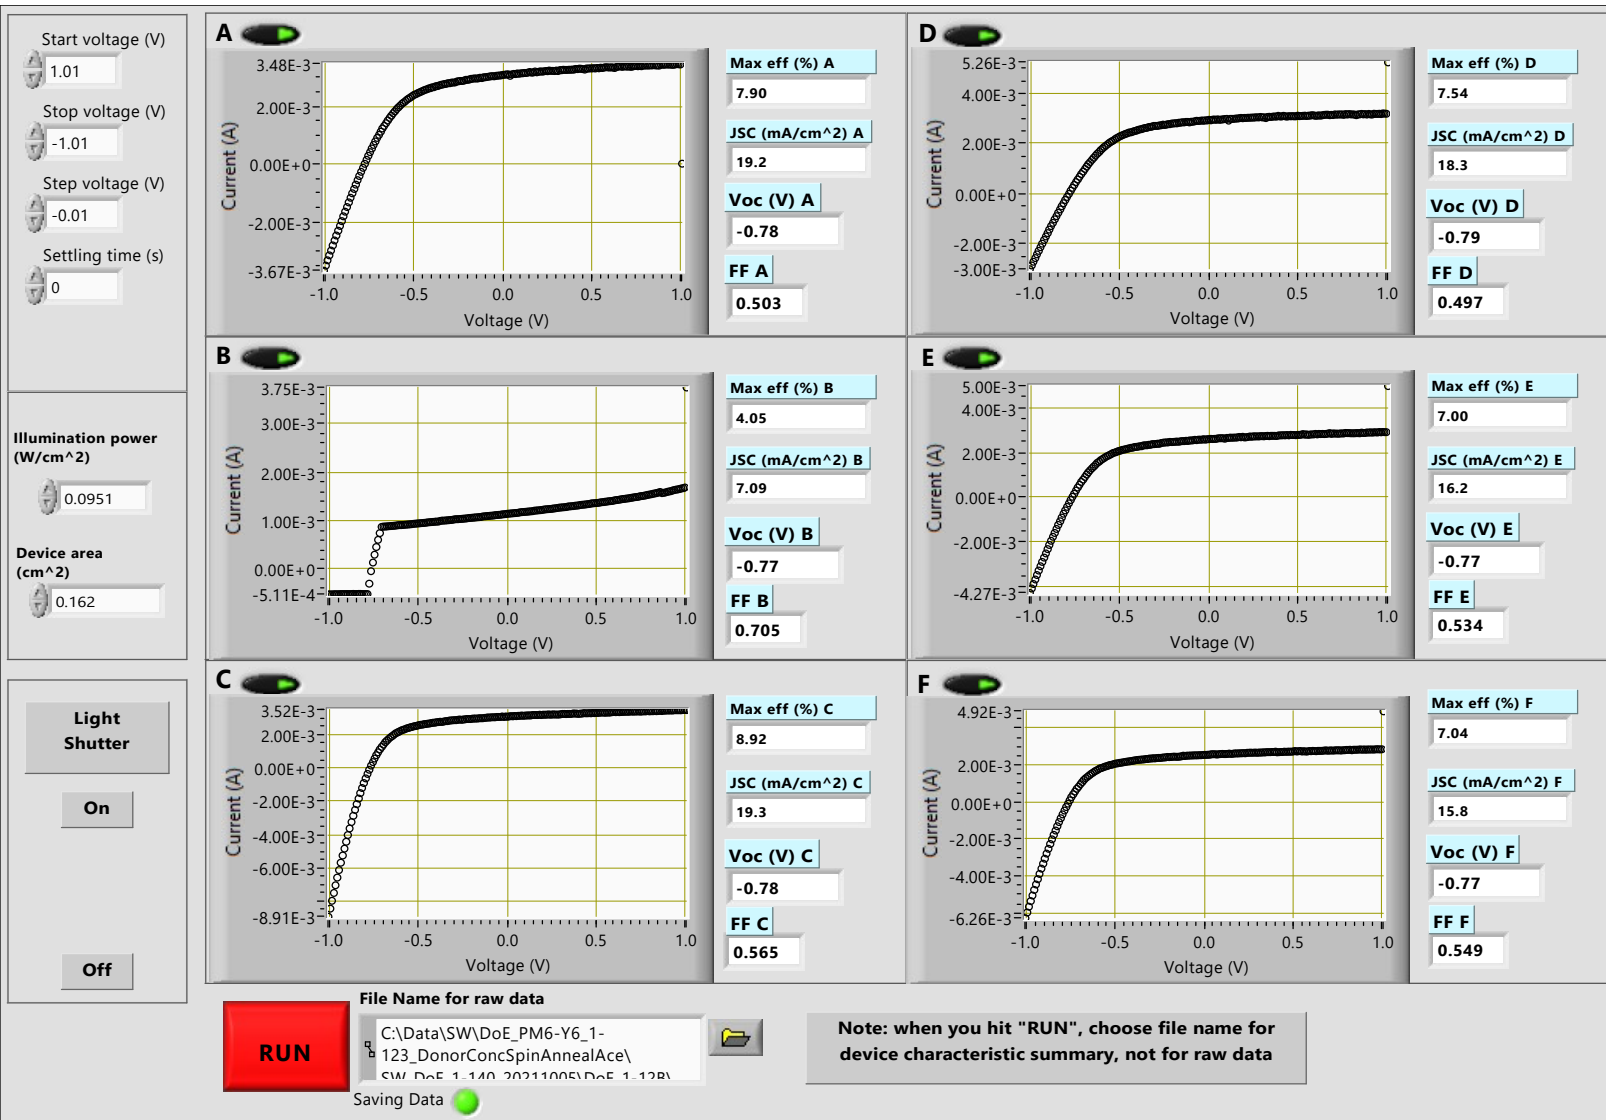 Start voltage (V)
1.01
Stop voltage (V)
-1.01
Step voltage (V)
-0.01
Settling time (s)
0
Illumination power
(W/cm^2)
0.0951
Device area
(cm^2)
0.162
Light
Shutter
On
Off
A
Current (A)
3.48E-3
2.00E-3
0.00E+0
-2.00E-3
-3.67E-3
-1.0 -0.5 0.0 0.5 1.0
Voltage (V)
Max eff (%) A
7.90
JSC (mA/cm^2) A
19.2
Voc (V) A
-0.78
FF A
0.503
B
Current (A)
3.75E-3
3.00E-3
2.00E-3
1.00E-3
0.00E+0
-5.11E-4
-1.0 -0.5 0.0 0.5 1.0
Voltage (V)
Max eff (%) B
4.05
JSC (mA/cm^2) B
7.09
Voc (V) B
-0.77
FF B
0.705
C
Current (A)
3.52E-3
2.00E-3
0.00E+0
-2.00E-3
-4.00E-3
-6.00E-3
-8.91E-3
-1.0 -0.5 0.0 0.5 1.0
Voltage (V)
Max eff (%) C
8.92
JSC (mA/cm^2) C
19.3
Voc (V) C
-0.78
FF C
0.565
D
Current (A)
5.26E-3
4.00E-3
2.00E-3
0.00E+0
-2.00E-3
-3.00E-3
-1.0 -0.5 0.0 0.5 1.0
Voltage (V)
Max eff (%) D
7.54
JSC (mA/cm^2) D
18.3
Voc (V) D
-0.79
FF D
0.497
E
Current (A)
5.00E-3
4.00E-3
2.00E-3
0.00E+0
-2.00E-3
-4.27E-3
-1.0 -0.5 0.0 0.5 1.0
Voltage (V)
Max eff (%) E
7.00
JSC (mA/cm^2) E
16.2
Voc (V) E
-0.77
FF E
0.534
F
Current (A)
4.92E-3
2.00E-3
0.00E+0
-2.00E-3
-4.00E-3
-6.26E-3
-1.0 -0.5 0.0 0.5 1.0
Voltage (V)
Max eff (%) F
7.04
JSC (mA/cm^2) F
15.8
Voc (V) F
-0.77
FF F
0.549
RUN
File Name for raw data
C:\Data\SW\DoE_PM6-Y6_1-
123_DonorConcSpinAnnealAce\
SW_DoE_1-140_20211005\DoE_1-12B\
Saving Data
Note: when you hit "RUN", choose file name for
device characteristic summary, not for raw data